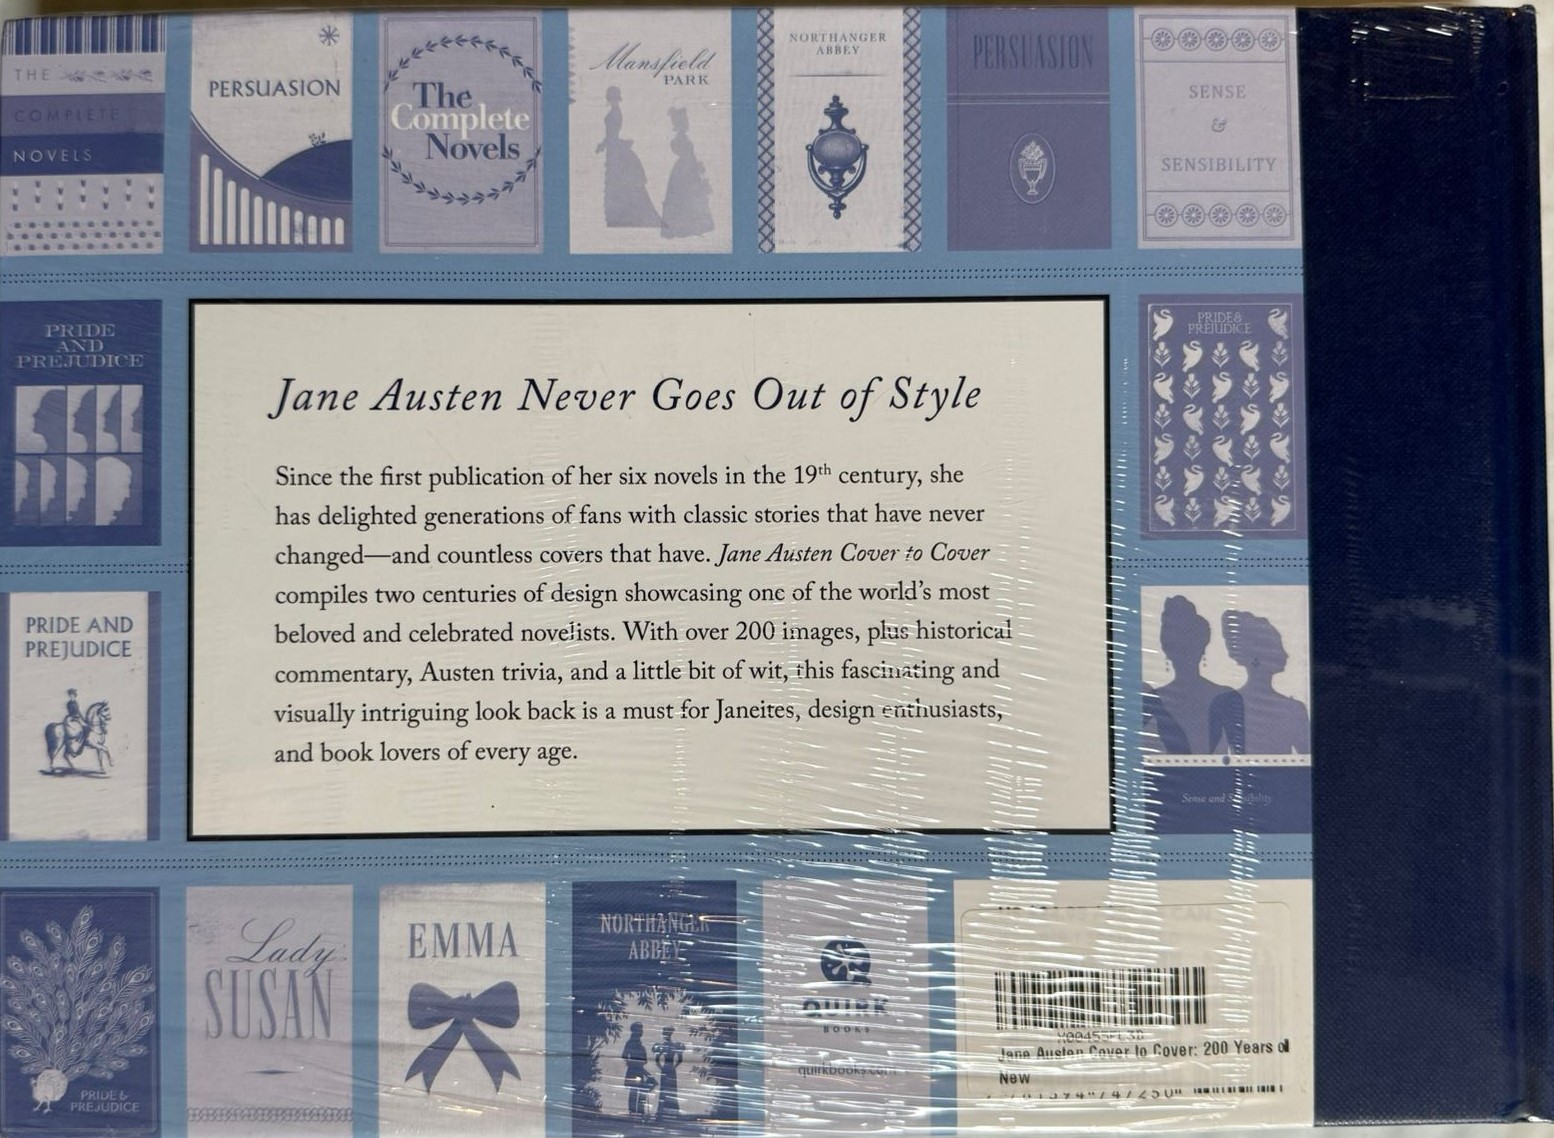 THE
COMPLETE
NOVELS
PERSUASION
The
Complete
Novels
Mansfield
PARK
NORTHANGER
ABBEY
PERSUASION
SENSE
&
SENSIBILITY
PRIDE
AND
PREJUDICE
PRIDE &
PREJUDICE
Jane Austen Never Goes Out of Style
Since the first publication of her six novels in the 19th century, she
has delighted generations of fans with classic stories that have never
changed—and countless covers that have. Jane Austen Cover to Cover
compiles two centuries of design showcasing one of the world's most
beloved and celebrated novelists. With over 200 images, plus historical
commentary, Austen trivia, and a little bit of wit, this fascinating and
visually intriguing look back is a must for Janeites, design enthusiasts,
and book lovers of every age.
PRIDE AND
PREJUDICE
Sense and Sensibility
PRIDE &
PREJUDICE
Lady
SUSAN
EMMA
NORTHANGER
ABBEY
QUIRK
BOOKS
quirkbooks.com
Jane Austen Cover to Cover: 200 Years of
New